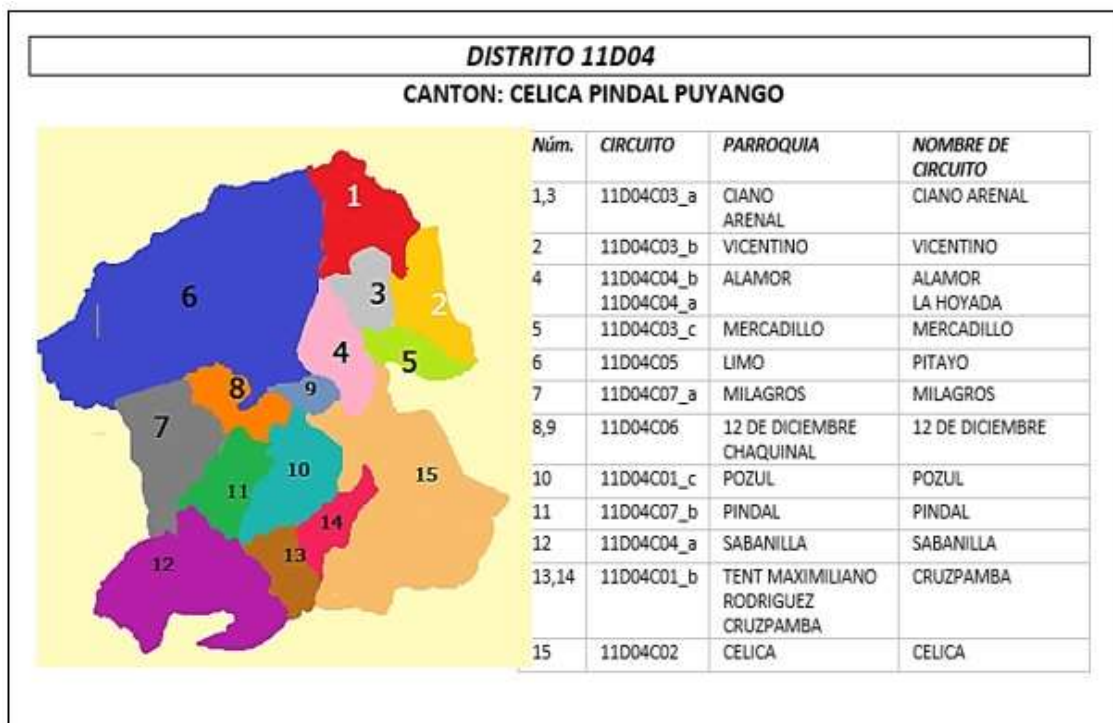 DISTRITO 11D04
CANTON: CELICA PINDAL PUYANGO
1
6
3
2
4
5
8
9
7
10
15
11
14
13
12
Núm. CIRCUITO PARROQUIA NOMBRE DE
CIRCUITO
1,3 11D04C03_a CIANO CIANO ARENAL
ARENAL
2 11D04C03_b VICENTINO VICENTINO
4 11D04C04_b ALAMOR ALAMOR
11D04C04_a LA HOYADA
5 11D04C03_c MERCADILLO MERCADILLO
6 11D04C05 LIMO PITAYO
7 11D04C07_a MILAGROS MILAGROS
8,9 11D04C06 12 DE DICIEMBRE 12 DE DICIEMBRE
CHAQUINAL
10 11D04C01_c POZUL POZUL
11 11D04C07_b PINDAL PINDAL
12 11D04C04_a SABANILLA SABANILLA
13,14 11D04C01_b TENT MAXIMILIANO CRUZPAMBA
RODRIGUEZ
CRUZPAMBA
15 11D04C02 CELICA CELICA